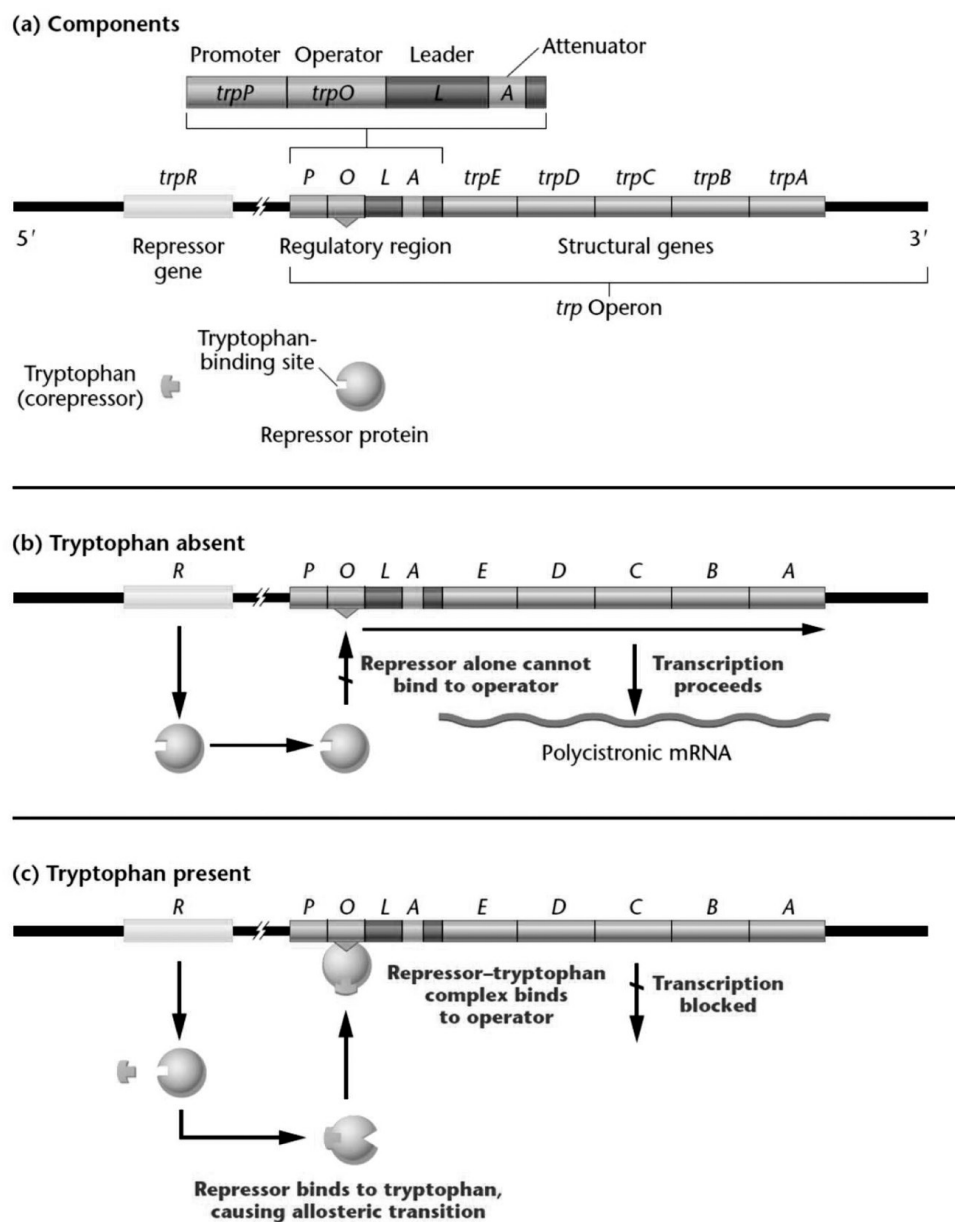 (a) Components
Attenuator
Promoter Operator Leader
trpP trpO L A
trpR P O L A trpE trpD trpC trpB trpA
5′ 3′
Repressor
gene
Regulatory region
Structural genes
trp Operon
Tryptophan
(corepressor)
Tryptophan-
binding site
Repressor protein
(b) Tryptophan absent
R P O L A E D C B A
Repressor alone cannot
bind to operator
Transcription
proceeds
Polycistronic mRNA
(c) Tryptophan present
R P O L A E D C B A
Repressor–tryptophan
complex binds
to operator
Transcription
blocked
Repressor binds to tryptophan,
causing allosteric transition